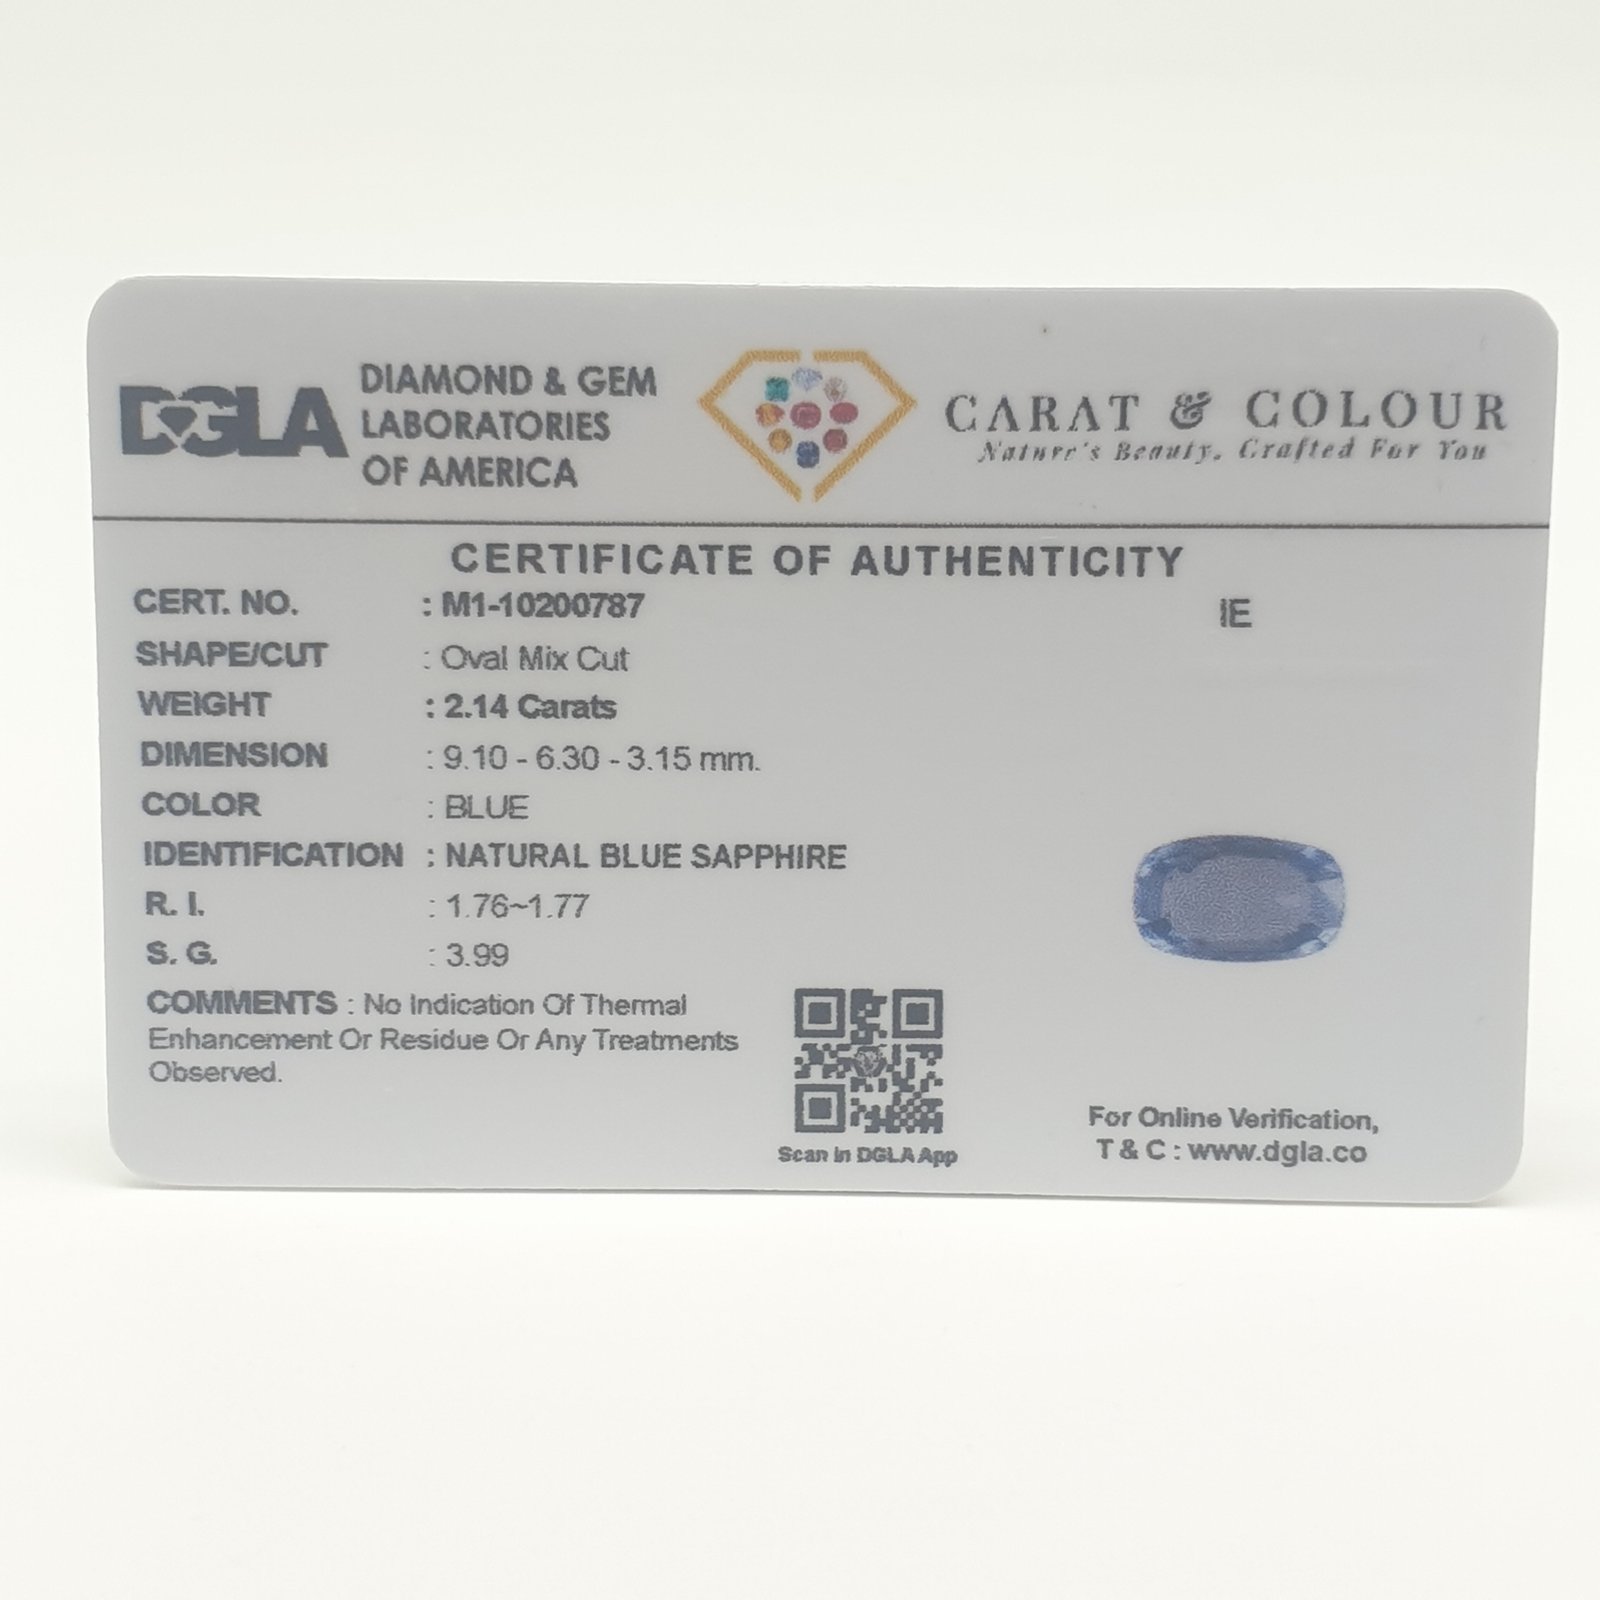 DGLA
DIAMOND & GEM
LABORATORIES
OF AMERICA
CARAT & COLOUR
Nature's Beauty, Crafted For You
CERTIFICATE OF AUTHENTICITY
CERT. NO. : M1-10200787
IE
SHAPE/CUT : Oval Mix Cut
WEIGHT : 2.14 Carats
DIMENSION : 9.10 - 6.30 - 3.15 mm.
COLOR : BLUE
IDENTIFICATION : NATURAL BLUE SAPPHIRE
R. I. : 1.76~1.77
S. G. : 3.99
COMMENTS : No Indication Of Thermal
Enhancement Or Residue Or Any Treatments
Observed.
Scan in DGLA App
For Online Verification,
T & C : www.dgla.co